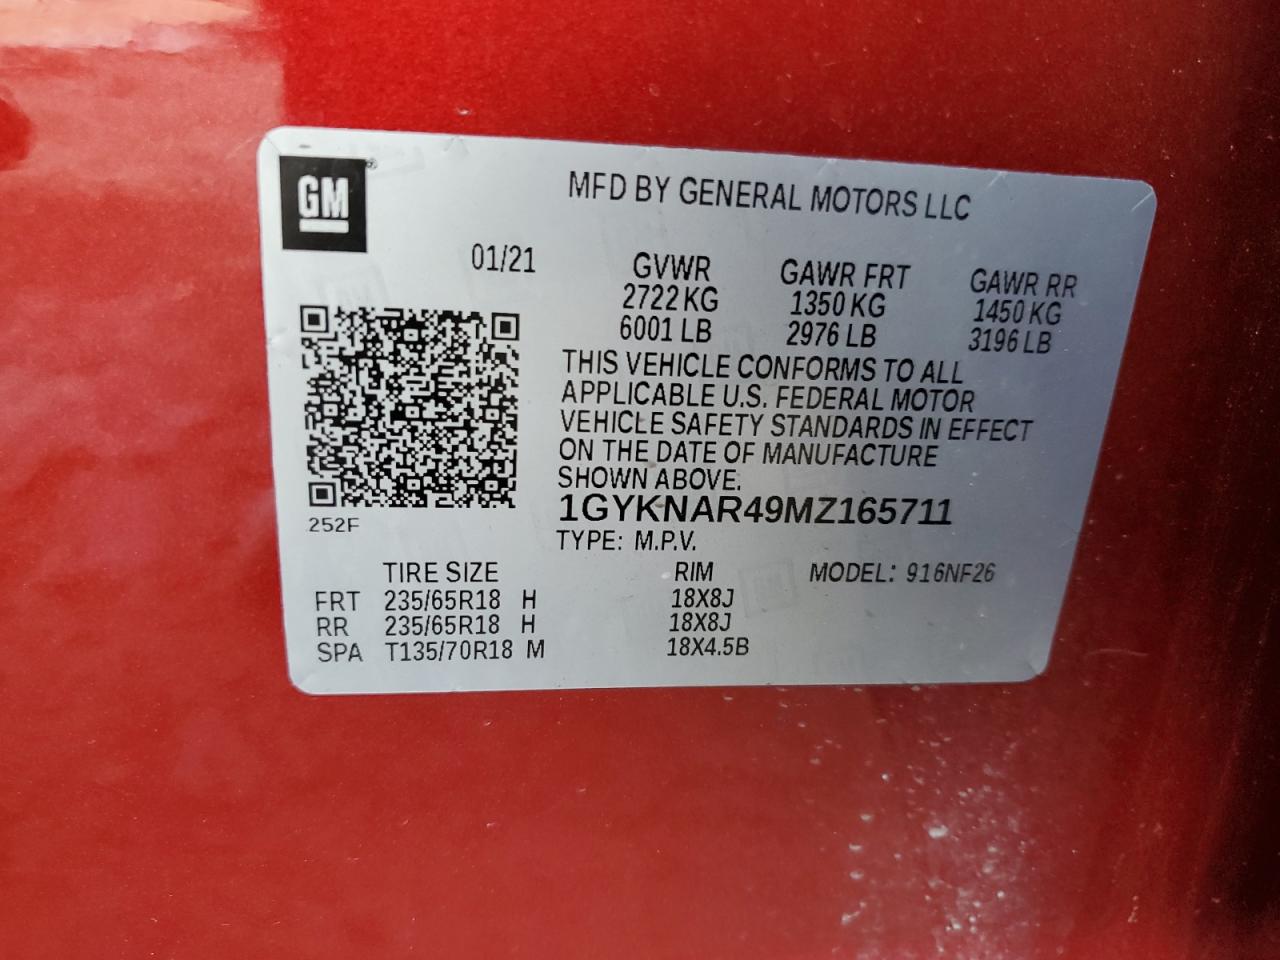 GM®
MFD BY GENERAL MOTORS LLC
01/21
GVWR GAWR FRT GAWR RR
2722 KG 1350 KG 1450 KG
6001 LB 2976 LB 3196 LB
THIS VEHICLE CONFORMS TO ALL
APPLICABLE U.S. FEDERAL MOTOR
VEHICLE SAFETY STANDARDS IN EFFECT
ON THE DATE OF MANUFACTURE
SHOWN ABOVE.
1GYKNAR49MZ165711
252F
TYPE: M.P.V.
TIRE SIZE RIM MODEL: 916NF26
FRT 235/65R18 H 18X8J
RR 235/65R18 H 18X8J
SPA T135/70R18 M 18X4.5B